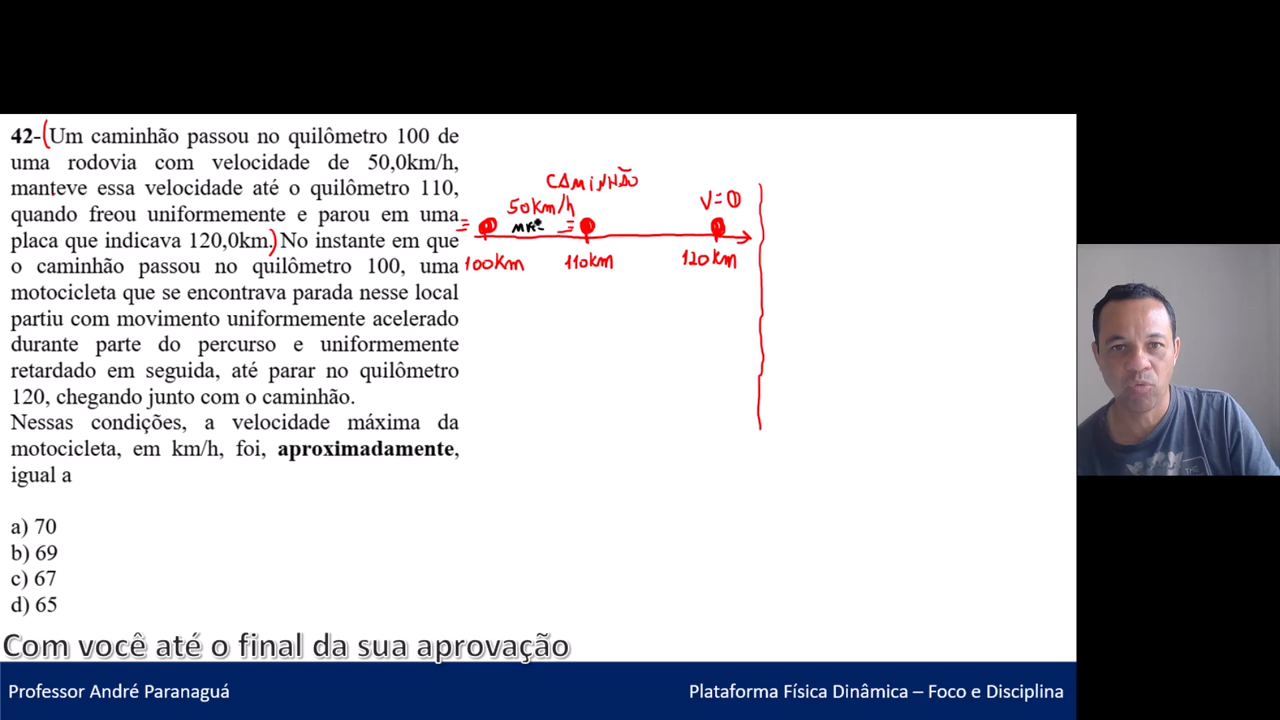 42-(Um caminhão passou no quilômetro 100 de
uma rodovia com velocidade de 50,0km/h,
manteve essa velocidade até o quilômetro 110,
quando freou uniformemente e parou em uma
placa que indicava 120,0km.) No instante em que
o caminhão passou no quilômetro 100, uma
motocicleta que se encontrava parada nesse local
partiu com movimento uniformemente acelerado
durante parte do percurso e uniformemente
retardado em seguida, até parar no quilômetro
120, chegando junto com o caminhão.
Nessas condições, a velocidade máxima da
motocicleta, em km/h, foi, aproximadamente,
igual a
a) 70
b) 69
c) 67
d) 65
CAMINHÃO
50km/h
V=0
100km
110km
120km
Com você até o final da sua aprovação
Professor André Paranaguá
Plataforma Física Dinâmica – Foco e Disciplina